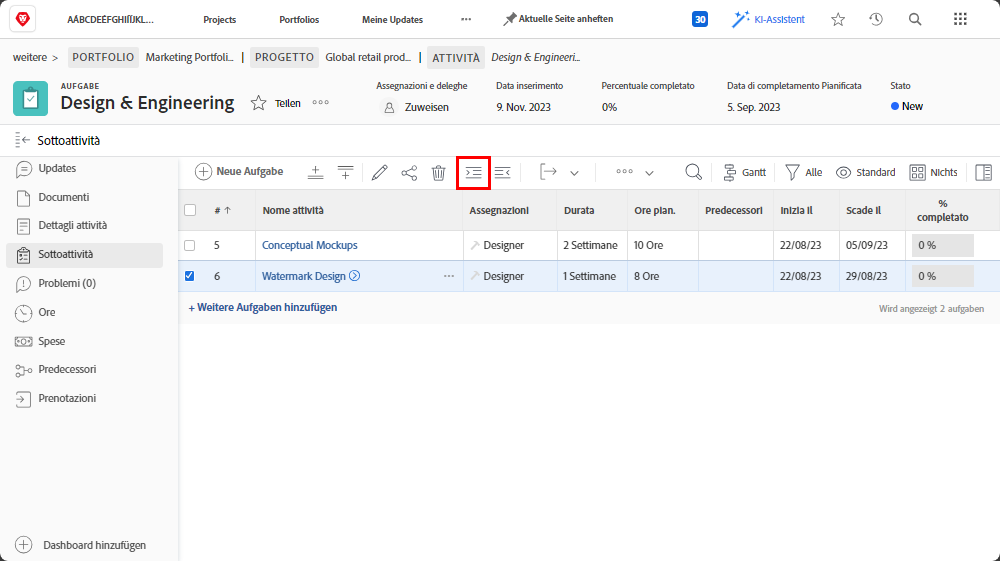 AÁBCDEÉFGHIÍJKL...
Projects
Portfolios
Meine Updates
Aktuelle Seite anheften
30
KI-Assistent
weitere >
PORTFOLIO
Marketing Portfoli... |
PROGETTO
Global retail prod... |
ATTIVITÀ
Design & Engineeri...
AUFGABE
Design & Engineering
Teilen
Assegnazioni e deleghe
Zuweisen
Data inserimento
9. Nov. 2023
Percentuale completato
0%
Data di completamento Pianificata
5. Sep. 2023
Stato
New
Sottoattività
Updates
Documenti
Dettagli attività
Sottoattività
Problemi (0)
Ore
Spese
Predecessori
Prenotazioni
Dashboard hinzufügen
Neue Aufgabe
Gantt
Alle
Standard
Nichts
# ↑ Nome attività Assegnazioni Durata Ore pian. Predecessori Inizia il Scade Il % completato
5 Conceptual Mockups Designer 2 Settimane 10 Ore 22/08/23 05/09/23 0 %
6 Watermark Design Designer 1 Settimane 8 Ore 22/08/23 29/08/23 0 %
+ Weitere Aufgaben hinzufügen
Wird angezeigt 2 aufgaben